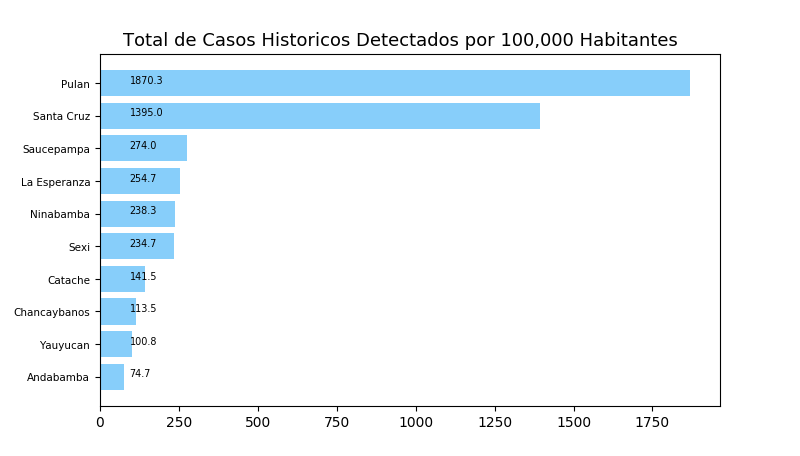 Total de Casos Historicos Detectados por 100,000 Habitantes
Pulan 1870.3
Santa Cruz 1395.0
Saucepampa 274.0
La Esperanza 254.7
Ninabamba 238.3
Sexi 234.7
Catache 141.5
Chancaybanos 113.5
Yauyucan 100.8
Andabamba 74.7
0 250 500 750 1000 1250 1500 1750